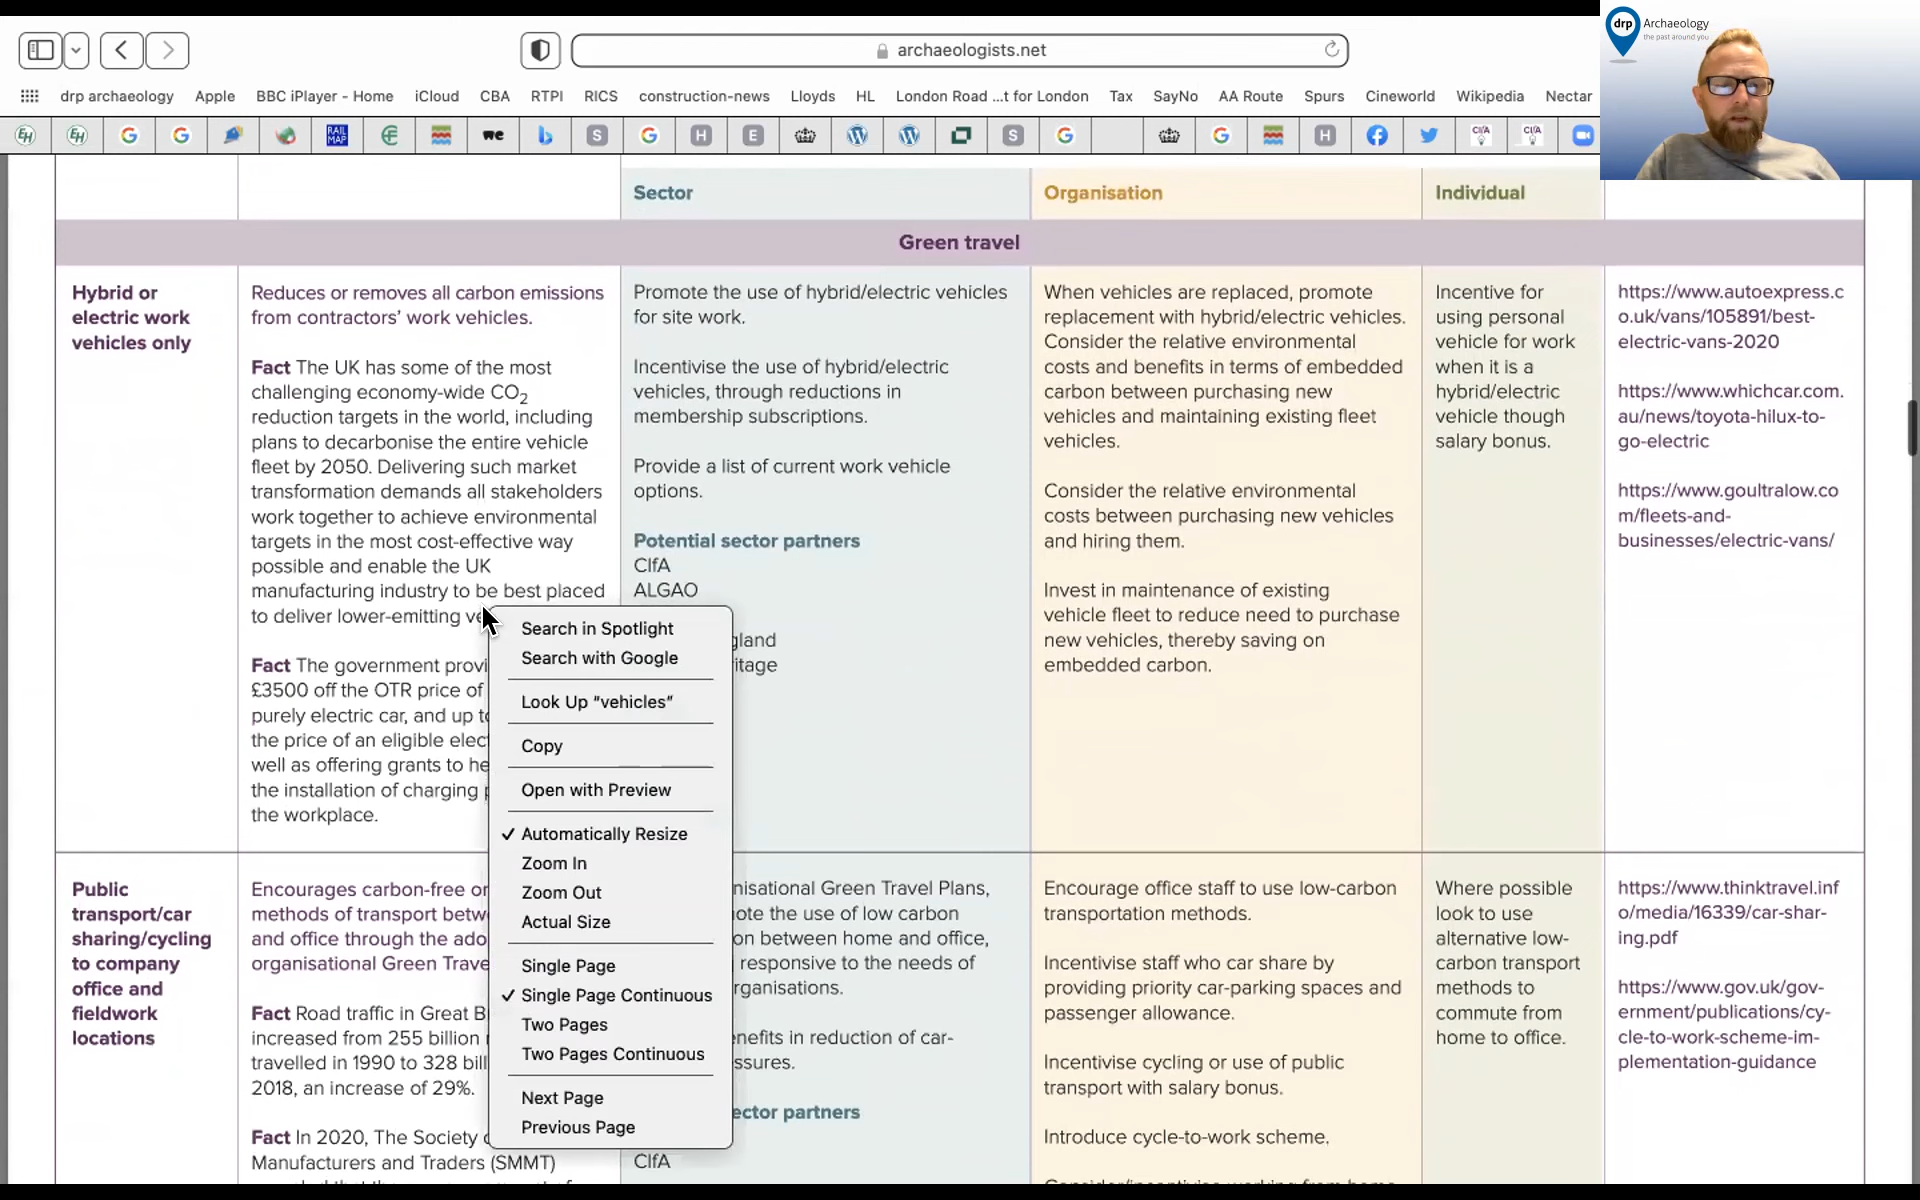 drp Archaeology
the past around you
archaeologists.net
drp archaeology Apple BBC iPlayer - Home iCloud CBA RTPI RICS construction-news Lloyds HL London Road ...t for London Tax SayNo AA Route Spurs Cineworld Wikipedia Nectar
EH EH G G RAIL MAP we S G H E S G G H CIfA CIfA
Sector Organisation Individual
Green travel
Hybrid or
electric work
vehicles only
Reduces or removes all carbon emissions
from contractors’ work vehicles.
Fact The UK has some of the most
challenging economy-wide CO2
reduction targets in the world, including
plans to decarbonise the entire vehicle
fleet by 2050. Delivering such market
transformation demands all stakeholders
work together to achieve environmental
targets in the most cost-effective way
possible and enable the UK
manufacturing industry to be best placed
to deliver lower-emitting ve
Fact The government provi
£3500 off the OTR price of
purely electric car, and up to
the price of an eligible elec
well as offering grants to he
the installation of charging
the workplace.
Promote the use of hybrid/electric vehicles
for site work.
Incentivise the use of hybrid/electric
vehicles, through reductions in
membership subscriptions.
Provide a list of current work vehicle
options.
Potential sector partners
CIfA
ALGAO
gland
itage
When vehicles are replaced, promote
replacement with hybrid/electric vehicles.
Consider the relative environmental
costs and benefits in terms of embedded
carbon between purchasing new
vehicles and maintaining existing fleet
vehicles.
Consider the relative environmental
costs between purchasing new vehicles
and hiring them.
Invest in maintenance of existing
vehicle fleet to reduce need to purchase
new vehicles, thereby saving on
embedded carbon.
Incentive for
using personal
vehicle for work
when it is a
hybrid/electric
vehicle though
salary bonus.
https://www.autoexpress.c
o.uk/vans/105891/best-
electric-vans-2020
https://www.whichcar.com.
au/news/toyota-hilux-to-
go-electric
https://www.goultralow.co
m/fleets-and-
businesses/electric-vans/
Search in Spotlight
Search with Google
Look Up “vehicles”
Copy
Open with Preview
✓ Automatically Resize
Zoom In
Zoom Out
Actual Size
Single Page
✓ Single Page Continuous
Two Pages
Two Pages Continuous
Next Page
Previous Page
Public
transport/car
sharing/cycling
to company
office and
fieldwork
locations
Encourages carbon-free or
methods of transport betw
and office through the ado
organisational Green Trave
Fact Road traffic in Great B
increased from 255 billion
travelled in 1990 to 328 bill
2018, an increase of 29%.
Fact In 2020, The Society
Manufacturers and Traders (SMMT)
nisational Green Travel Plans,
ote the use of low carbon
on between home and office,
responsive to the needs of
rganisations.
enefits in reduction of car-
ssures.
ector partners
CIfA
Encourage office staff to use low-carbon
transportation methods.
Incentivise staff who car share by
providing priority car-parking spaces and
passenger allowance.
Incentivise cycling or use of public
transport with salary bonus.
Introduce cycle-to-work scheme.
Where possible
look to use
alternative low-
carbon transport
methods to
commute from
home to office.
https://www.thinktravel.inf
o/media/16339/car-shar-
ing.pdf
https://www.gov.uk/gov-
ernment/publications/cy-
cle-to-work-scheme-im-
plementation-guidance